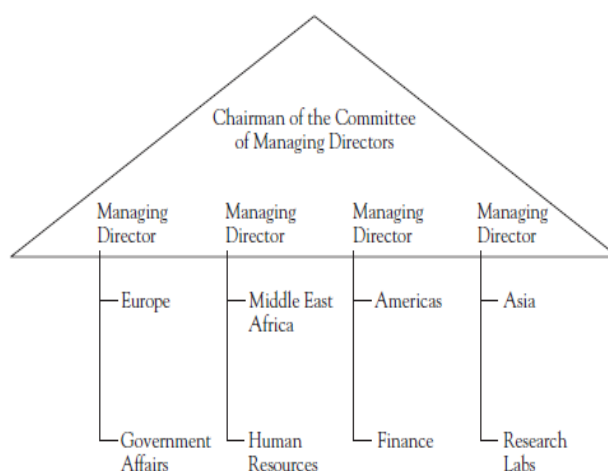 Chairman of the Committee
of Managing Directors
Managing
Director
Managing
Director
Managing
Director
Managing
Director
Europe
Middle East
Africa
Americas
Asia
Government
Affairs
Human
Resources
Finance
Research
Labs